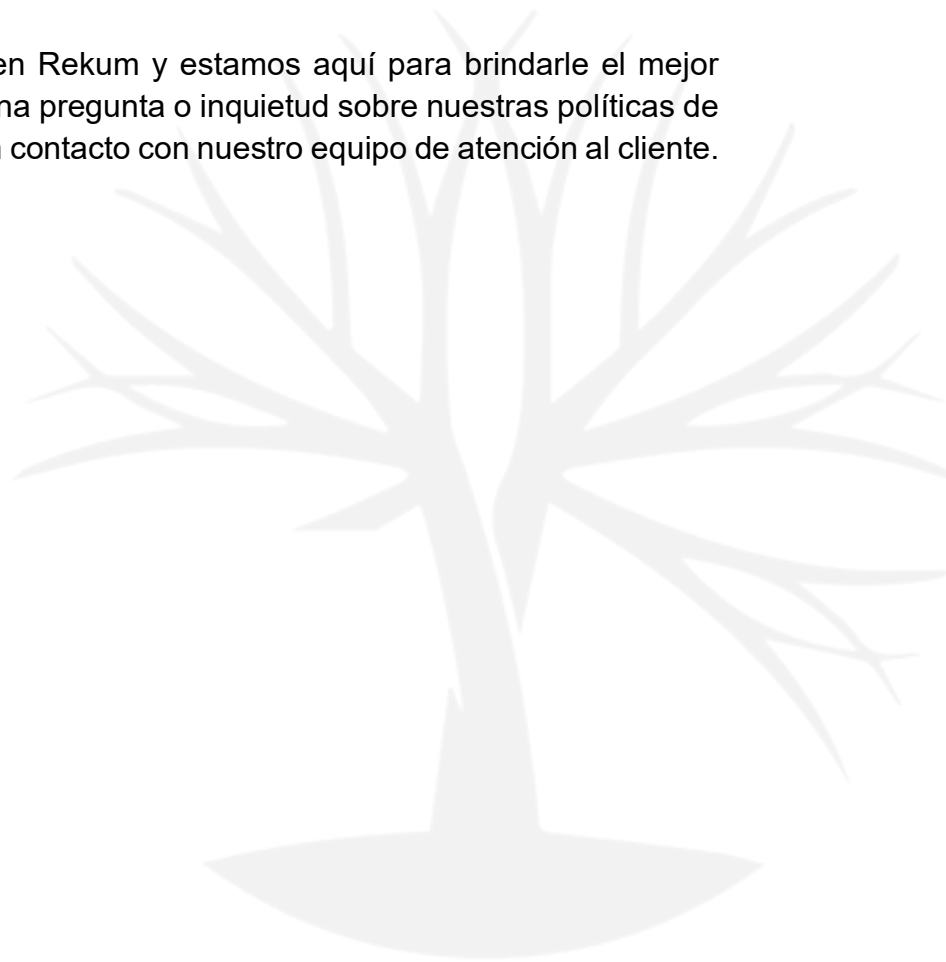 en Rekum y estamos aquí para brindarle el mejor
na pregunta o inquietud sobre nuestras políticas de
contacto con nuestro equipo de atención al cliente.